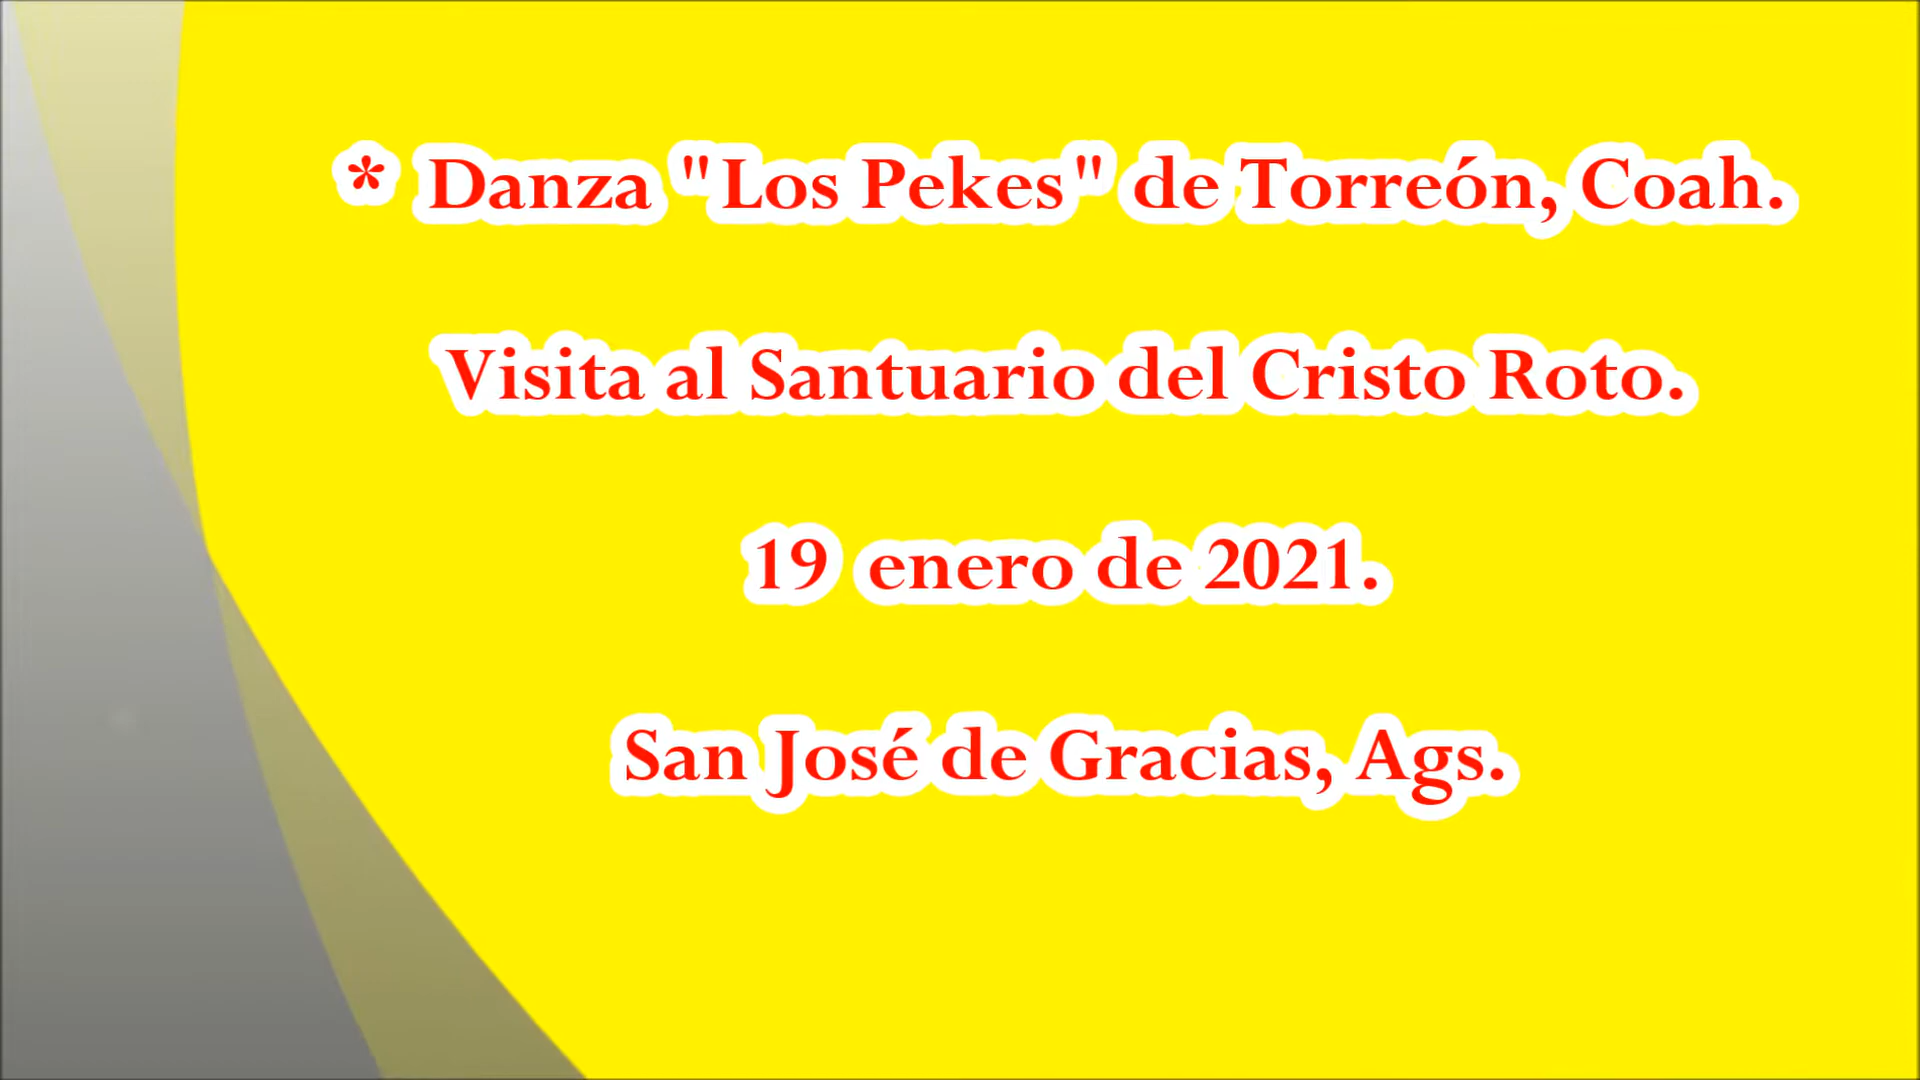 * Danza "Los Pekes" de Torreón, Coah.
Visita al Santuario del Cristo Roto.
19 enero de 2021.
San José de Gracias, Ags.